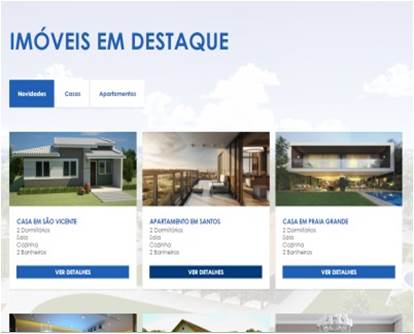 IMÓVEIS EM DESTAQUE
Novidades Casas Apartamentos
CASA EM SÃO VICENTE
2 Dormitórios
Sala
Cozinha
2 Banheiros
VER DETALHES
APARTAMENTO EM SANTOS
2 Dormitórios
Sala
Cozinha
2 Banheiros
VER DETALHES
CASA EM PRAIA GRANDE
2 Dormitórios
Sala
Cozinha
2 Banheiros
VER DETALHES